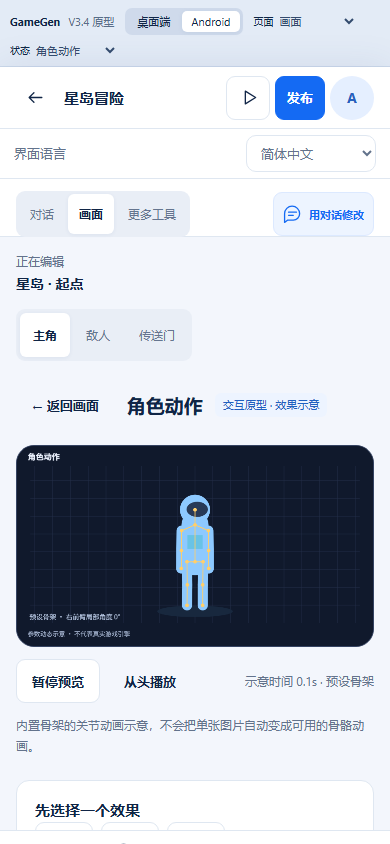 GameGen V3.4 原型 桌面端 Android 页面 画面
状态 角色动作
← 星岛冒险 发布 A
界面语言 简体中文
对话 画面 更多工具 用对话修改
正在编辑
星岛 · 起点
主角 敌人 传送门
← 返回画面 角色动作 交互原型 · 效果示意
角色动作
预设骨架 · 右前臂局部角度 0°
参数动态示意 · 不代表真实游戏引擎
暂停预览 从头播放 示意时间 0.1s · 预设骨架
内置骨架的关节动画示意，不会把单张图片自动变成可用的骨骼动
画。
先选择一个效果